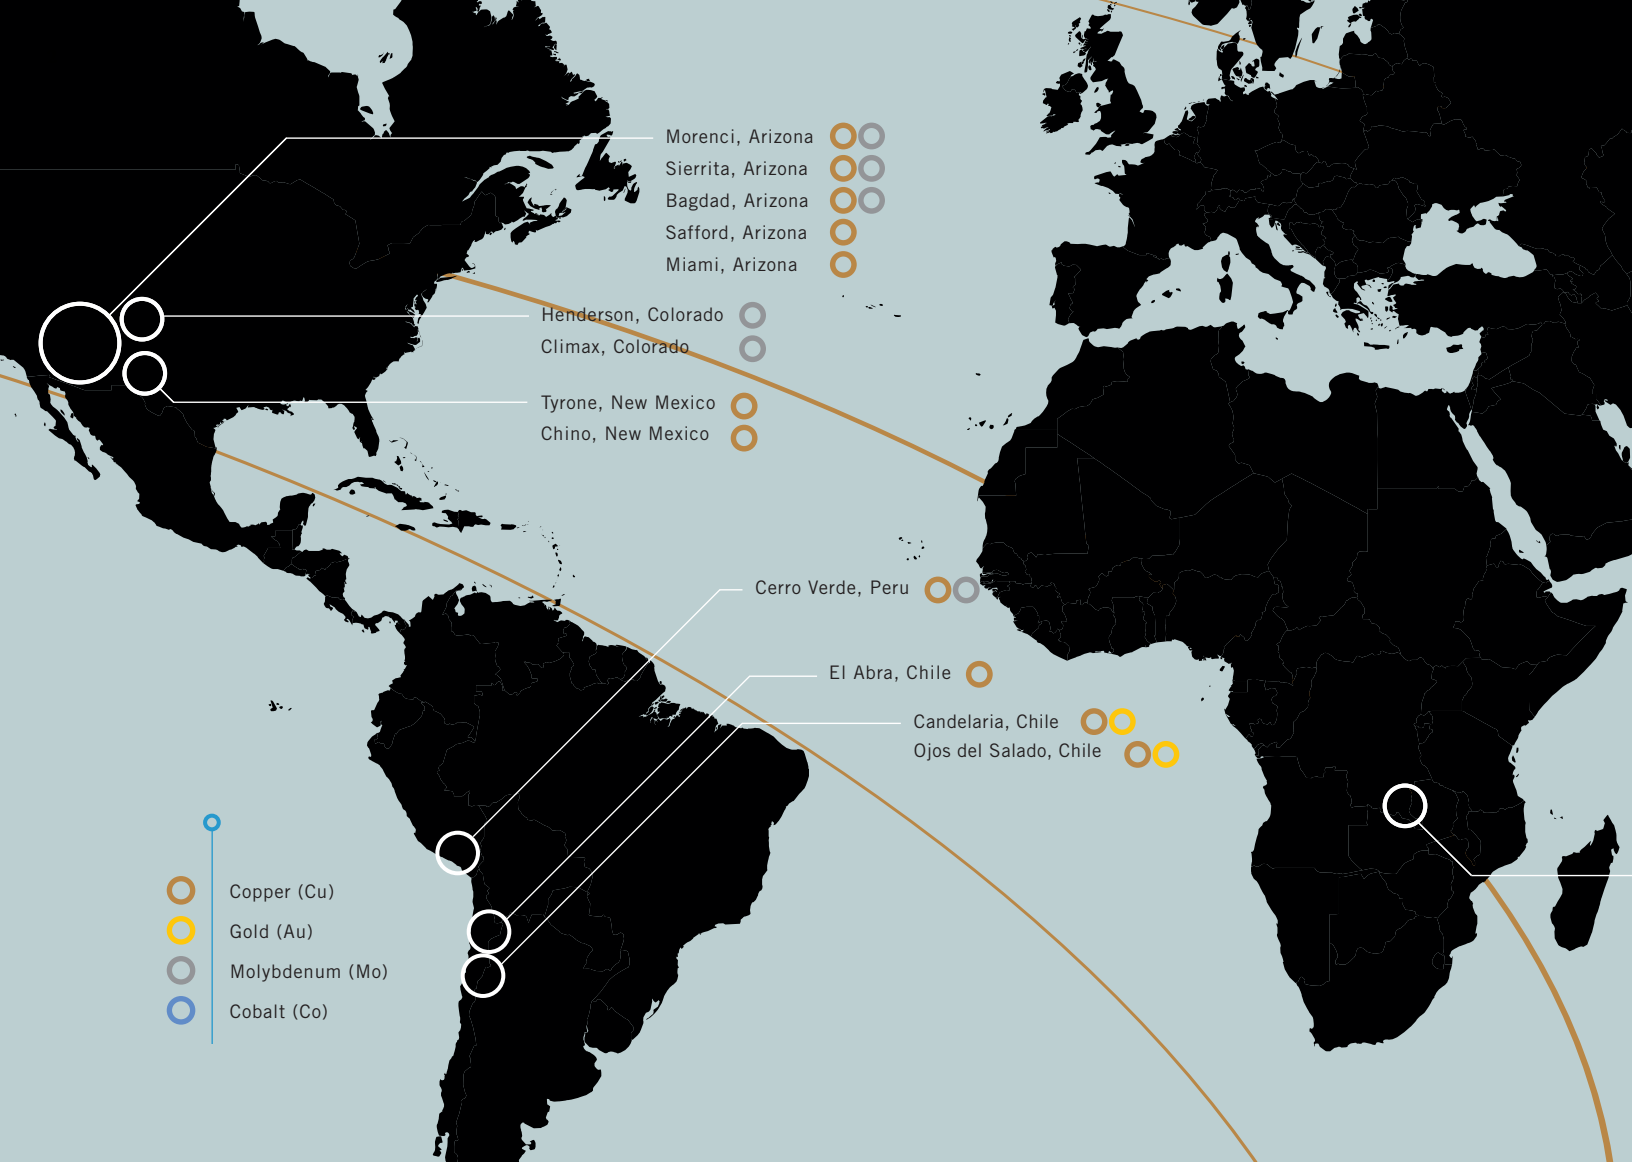 Morenci, Arizona
Sierrita, Arizona
Bagdad, Arizona
Safford, Arizona
Miami, Arizona
Henderson, Colorado
Climax, Colorado
Tyrone, New Mexico
Chino, New Mexico
Cerro Verde, Peru
El Abra, Chile
Candelaria, Chile
Ojos del Salado, Chile
Copper (Cu)
Gold (Au)
Molybdenum (Mo)
Cobalt (Co)